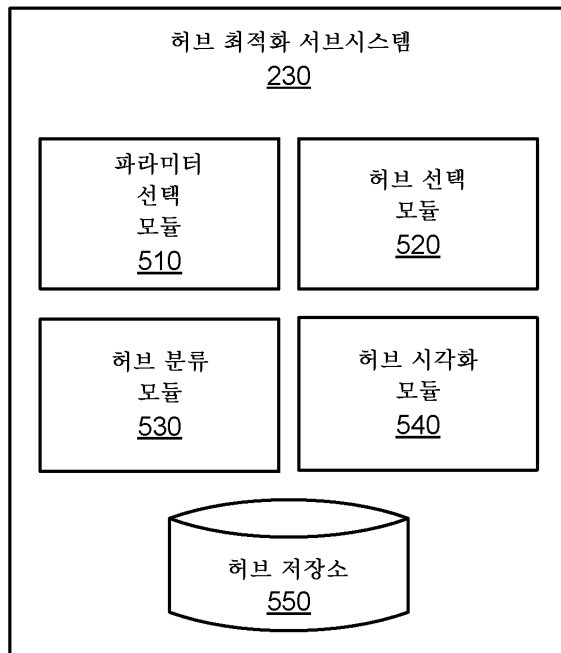 허브 최적화 서브시스템
230
파라미터
선택
모듈
510
허브 선택
모듈
520
허브 분류
모듈
530
허브 시각화
모듈
540
허브 저장소
550